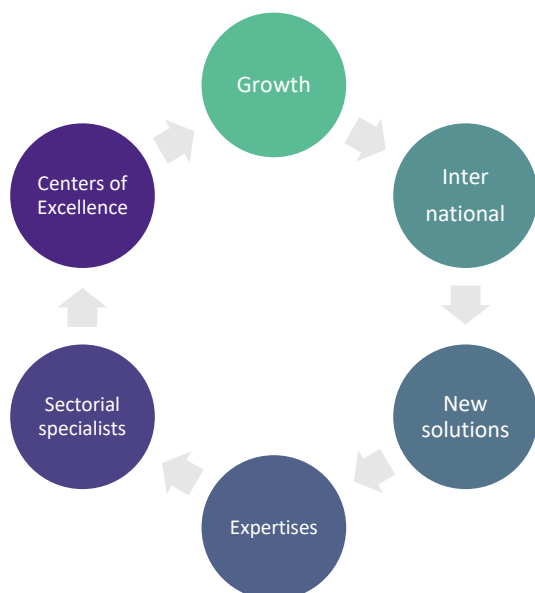 Growth
Inter
national
New
solutions
Expertises
Sectorial
specialists
Centers of
Excellence